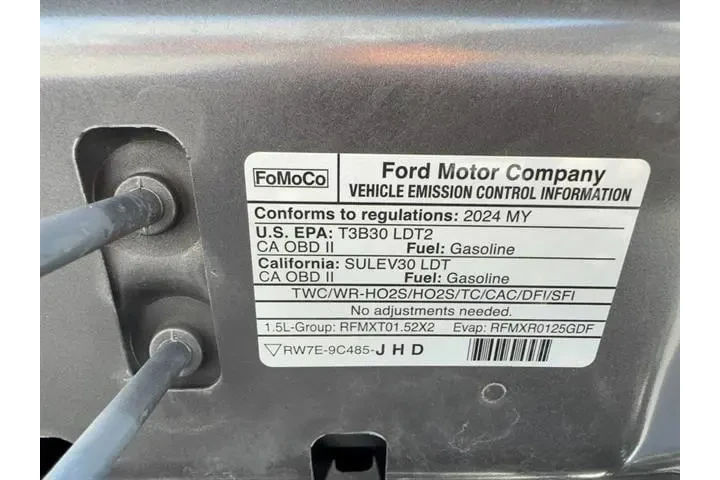 FoMoCo
Ford Motor Company
VEHICLE EMISSION CONTROL INFORMATION
Conforms to regulations: 2024 MY
U.S. EPA: T3B30 LDT2
CA OBD II Fuel: Gasoline
California: SULEV30 LDT
CA OBD II Fuel: Gasoline
TWC/WR-HO2S/HO2S/TC/CAC/DFI/SFI
No adjustments needed.
1.5L-Group: RFMXT01.52X2 Evap: RFMXR0125GDF
RW7E-9C485-JHD